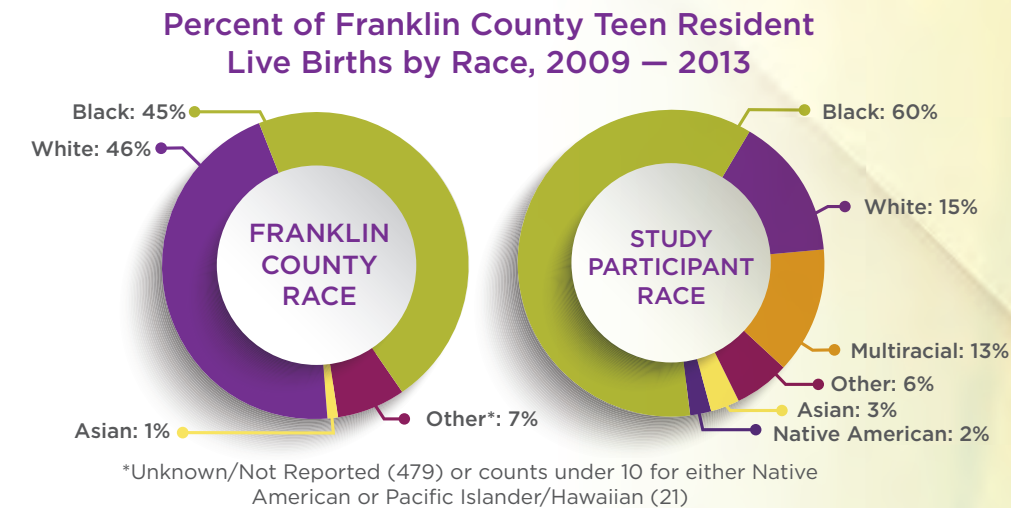 Percent of Franklin County Teen Resident
Live Births by Race, 2009 — 2013
Black: 45%
White: 46%
FRANKLIN
COUNTY
RACE
Asian: 1%
Other*: 7%
STUDY
PARTICIPANT
RACE
Black: 60%
White: 15%
Multiracial: 13%
Other: 6%
Asian: 3%
Native American: 2%
*Unknown/Not Reported (479) or counts under 10 for either Native
American or Pacific Islander/Hawaiian (21)